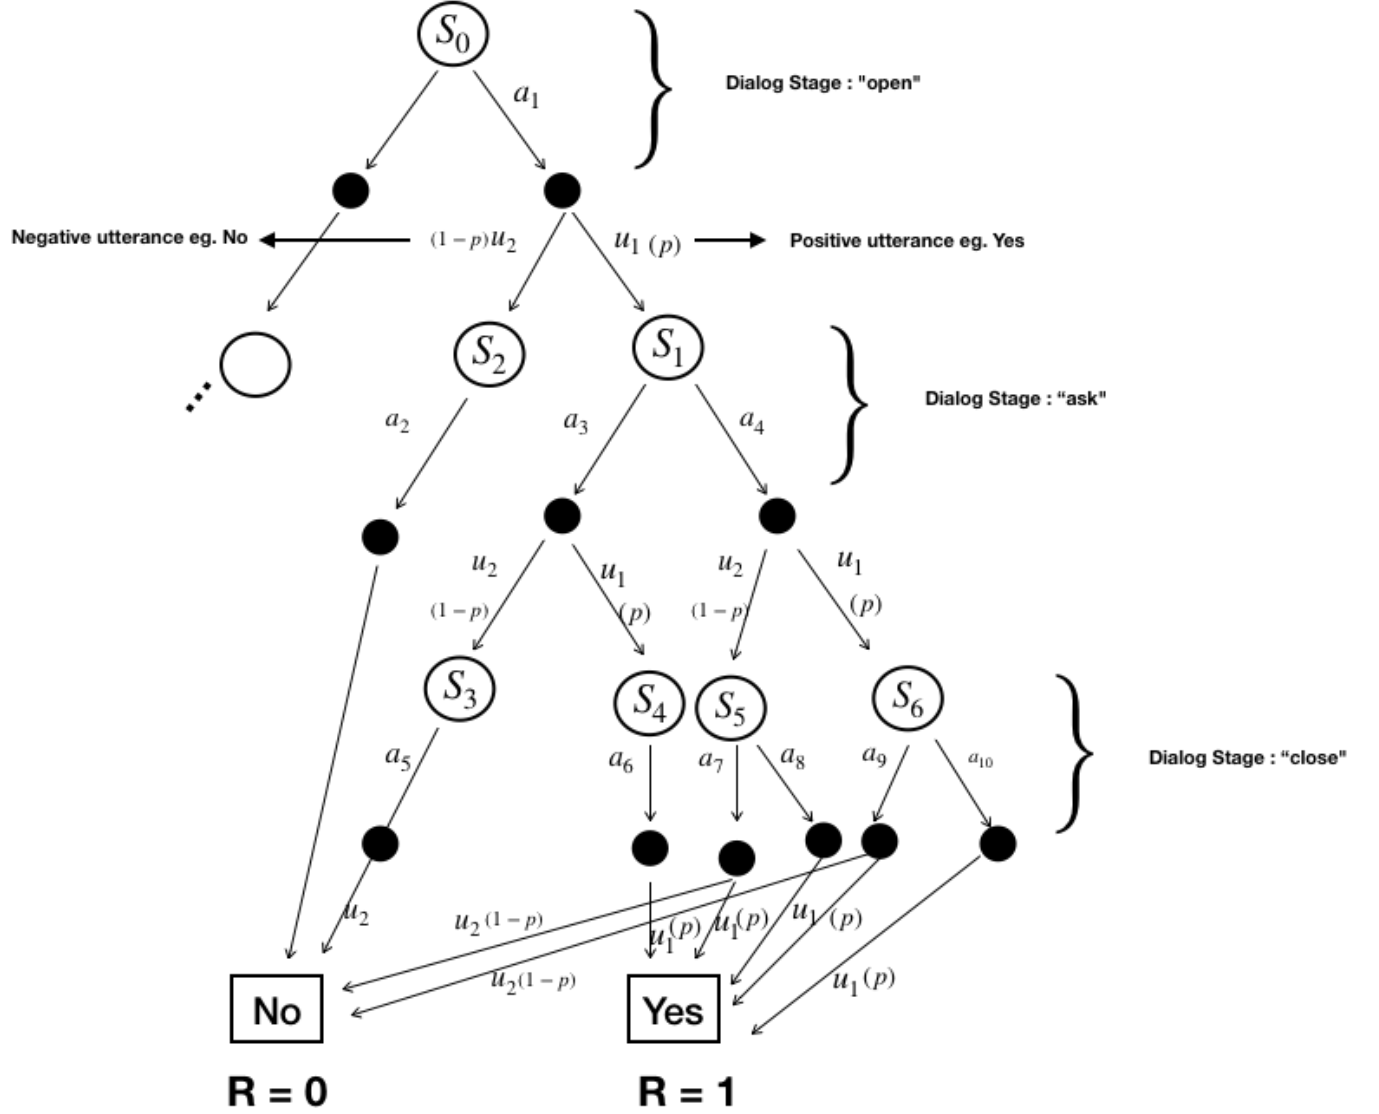 S0
a1
Dialog Stage : "open"
Negative utterance eg. No
(1 − p)u2
u1 (p)
Positive utterance eg. Yes
S2
S1
a2
a3
a4
Dialog Stage : “ask"
u2
u1
u2
u1
(1 − p)
(p)
(1 − p)
(p)
S3
S4
S5
S6
a5
a6
a7
a8
a9
a10
Dialog Stage : “close"
u2
u2 (1 − p)
u1(p)
u1(p)
u1 (p)
u2(1 − p)
u1 (p)
No
Yes
R = 0
R = 1